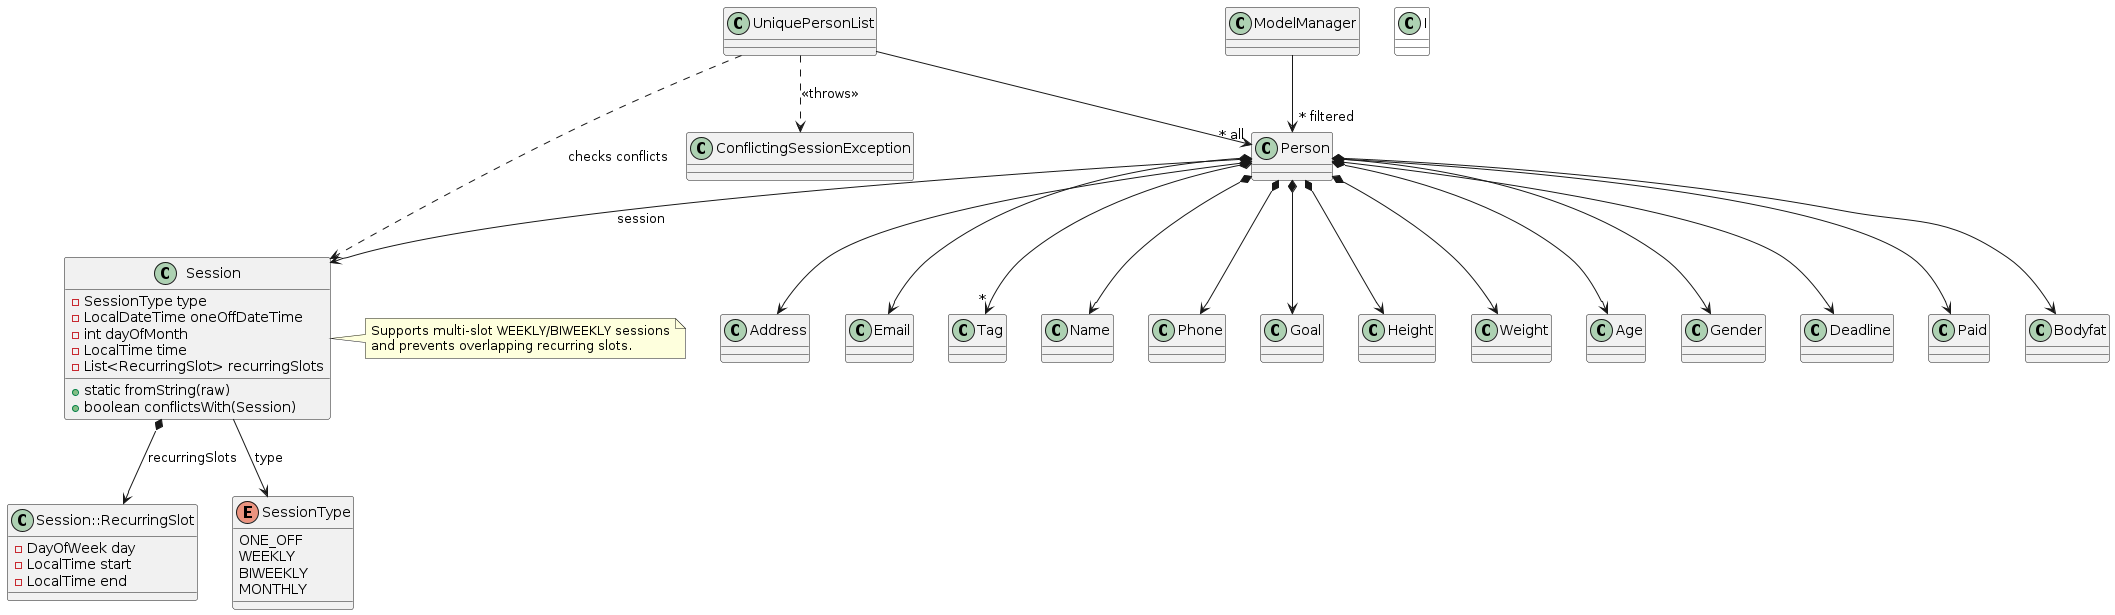 C UniquePersonList
C ModelManager
C I
«throws»
* filtered
* all
checks conflicts
C ConflictingSessionException
C Person
session
C Session
SessionType type
LocalDateTime oneOffDateTime
int dayOfMonth
LocalTime time
List<RecurringSlot> recurringSlots
static fromString(raw)
boolean conflictsWith(Session)
Supports multi-slot WEEKLY/BIWEEKLY sessions
and prevents overlapping recurring slots.
*
C Address
C Email
C Tag
C Name
C Phone
C Goal
C Height
C Weight
C Age
C Gender
C Deadline
C Paid
C Bodyfat
recurringSlots
type
C Session::RecurringSlot
DayOfWeek day
LocalTime start
LocalTime end
E SessionType
ONE_OFF
WEEKLY
BIWEEKLY
MONTHLY